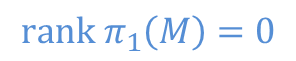 rank π₁(M) = 0